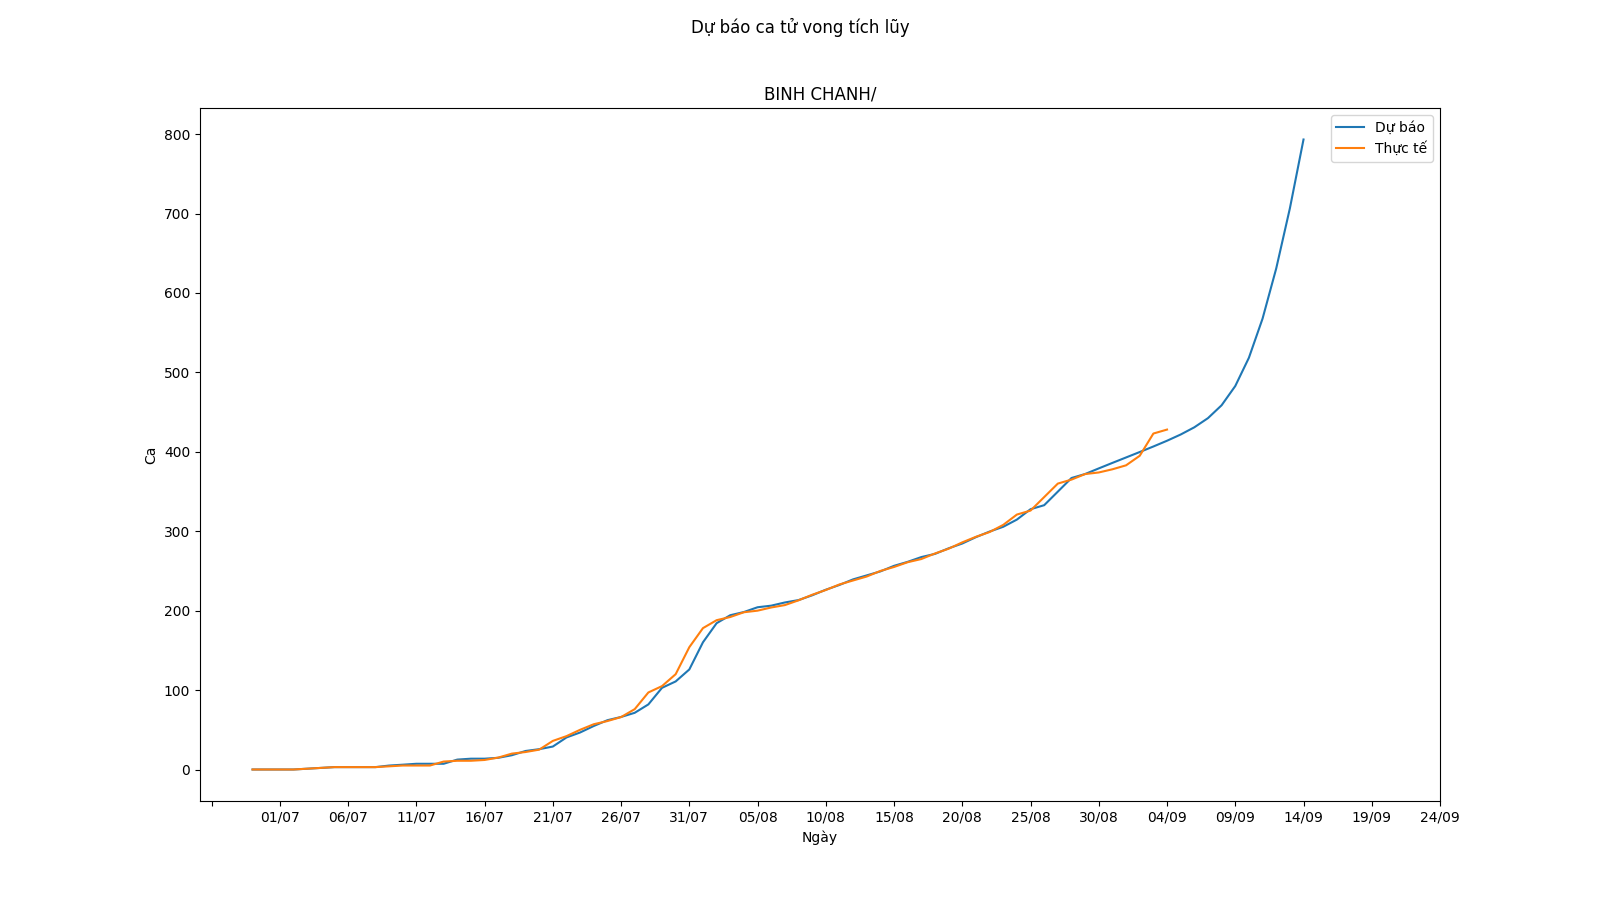 Dự báo ca tử vong tích lũy
BINH CHANH/
Dự báo
Thực tế
800
700
600
500
400
300
200
100
0
Ca
01/07 06/07 11/07 16/07 21/07 26/07 31/07 05/08 10/08 15/08 20/08 25/08 30/08 04/09 09/09 14/09 19/09 24/09
Ngày